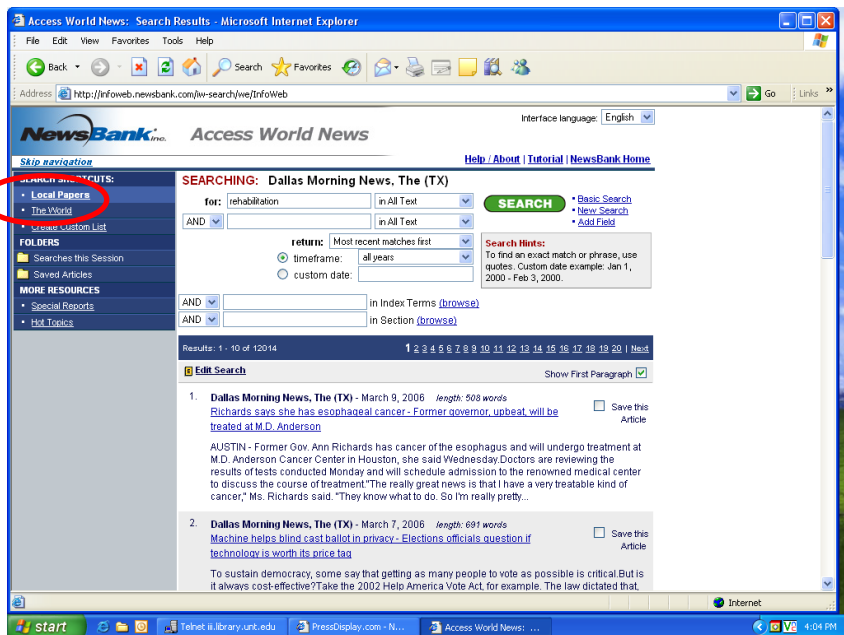 Access World News: Search Results - Microsoft Internet Explorer
File Edit View Favorites Tools Help
Back Search Favorites
Address http://infoweb.newsbank.com/iw-search/we/InfoWeb Go Links »
Interface language: English
NewsBank, inc. Access World News
Skip navigation Help / About | Tutorial | NewsBank Home
SEARCH SHORTCUTS:
• Local Papers
• The World
• Create Custom List
FOLDERS
Searches this Session
Saved Articles
MORE RESOURCES
• Special Reports
• Hot Topics
SEARCHING: Dallas Morning News, The (TX)
for: rehabilitation in All Text SEARCH • Basic Search
• New Search
• Add Field
AND in All Text
return: Most recent matches first
timeframe: all years
custom date:
Search Hints:
To find an exact match or phrase, use
quotes. Custom date example: Jan 1,
2000 - Feb 3, 2000.
AND in Index Terms (browse)
AND in Section (browse)
Results: 1 - 10 of 12014 1 2 3 4 5 6 7 8 9 10 11 12 13 14 15 16 17 18 19 20 | Next
Edit Search Show First Paragraph
1. Dallas Morning News, The (TX) - March 9, 2006 length: 508 words
Richards says she has esophageal cancer - Former governor, upbeat, will be
treated at M.D. Anderson
Save this
Article
AUSTIN - Former Gov. Ann Richards has cancer of the esophagus and will undergo treatment at
M.D. Anderson Cancer Center in Houston, she said Wednesday.Doctors are reviewing the
results of tests conducted Monday and will schedule admission to the renowned medical center
to discuss the course of treatment."The really great news is that I have a very treatable kind of
cancer," Ms. Richards said. "They know what to do. So I'm really pretty...
2. Dallas Morning News, The (TX) - March 7, 2006 length: 691 words
Machine helps blind cast ballot in privacy - Elections officials question if
technology is worth its price tag
Save this
Article
To sustain democracy, some say that getting as many people to vote as possible is critical.But is
it always cost-effective?Take the 2002 Help America Vote Act, for example. The law dictated that,
Internet
start Telnet iii.library.unt.edu PressDisplay.com - N... Access World News: ... 4:04 PM